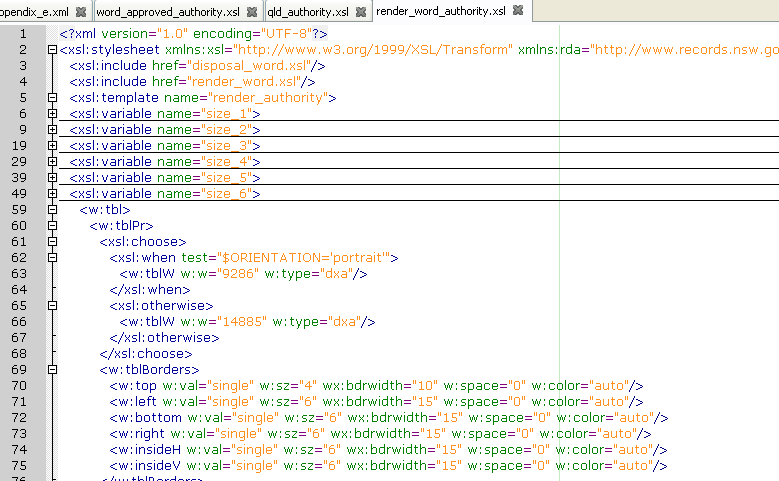 opendix_e.xml word_approved_authority.xsl qld_authority.xsl render_word_authority.xsl
1 <?xml version="1.0" encoding="UTF-8"?>
2 <xsl:stylesheet xmlns:xsl="http://www.w3.org/1999/XSL/Transform" xmlns:rda="http://www.records.nsw.go
3 <xsl:include href="disposal_word.xsl"/>
4 <xsl:include href="render_word.xsl"/>
5 <xsl:template name="render_authority">
6 <xsl:variable name="size_1">
9 <xsl:variable name="size_2">
19 <xsl:variable name="size_3">
29 <xsl:variable name="size_4">
39 <xsl:variable name="size_5">
49 <xsl:variable name="size_6">
59 <w:tbl>
60 <w:tblPr>
61 <xsl:choose>
62 <xsl:when test="$ORIENTATION='portrait'">
63 <w:tblW w:w="9286" w:type="dxa"/>
64 </xsl:when>
65 <xsl:otherwise>
66 <w:tblW w:w="14885" w:type="dxa"/>
67 </xsl:otherwise>
68 </xsl:choose>
69 <w:tblBorders>
70 <w:top w:val="single" w:sz="4" wx:bdrwidth="10" w:space="0" w:color="auto"/>
71 <w:left w:val="single" w:sz="6" wx:bdrwidth="15" w:space="0" w:color="auto"/>
72 <w:bottom w:val="single" w:sz="6" wx:bdrwidth="15" w:space="0" w:color="auto"/>
73 <w:right w:val="single" w:sz="6" wx:bdrwidth="15" w:space="0" w:color="auto"/>
74 <w:insideH w:val="single" w:sz="6" wx:bdrwidth="15" w:space="0" w:color="auto"/>
75 <w:insideV w:val="single" w:sz="6" wx:bdrwidth="15" w:space="0" w:color="auto"/>
76 </w:tblBorders>